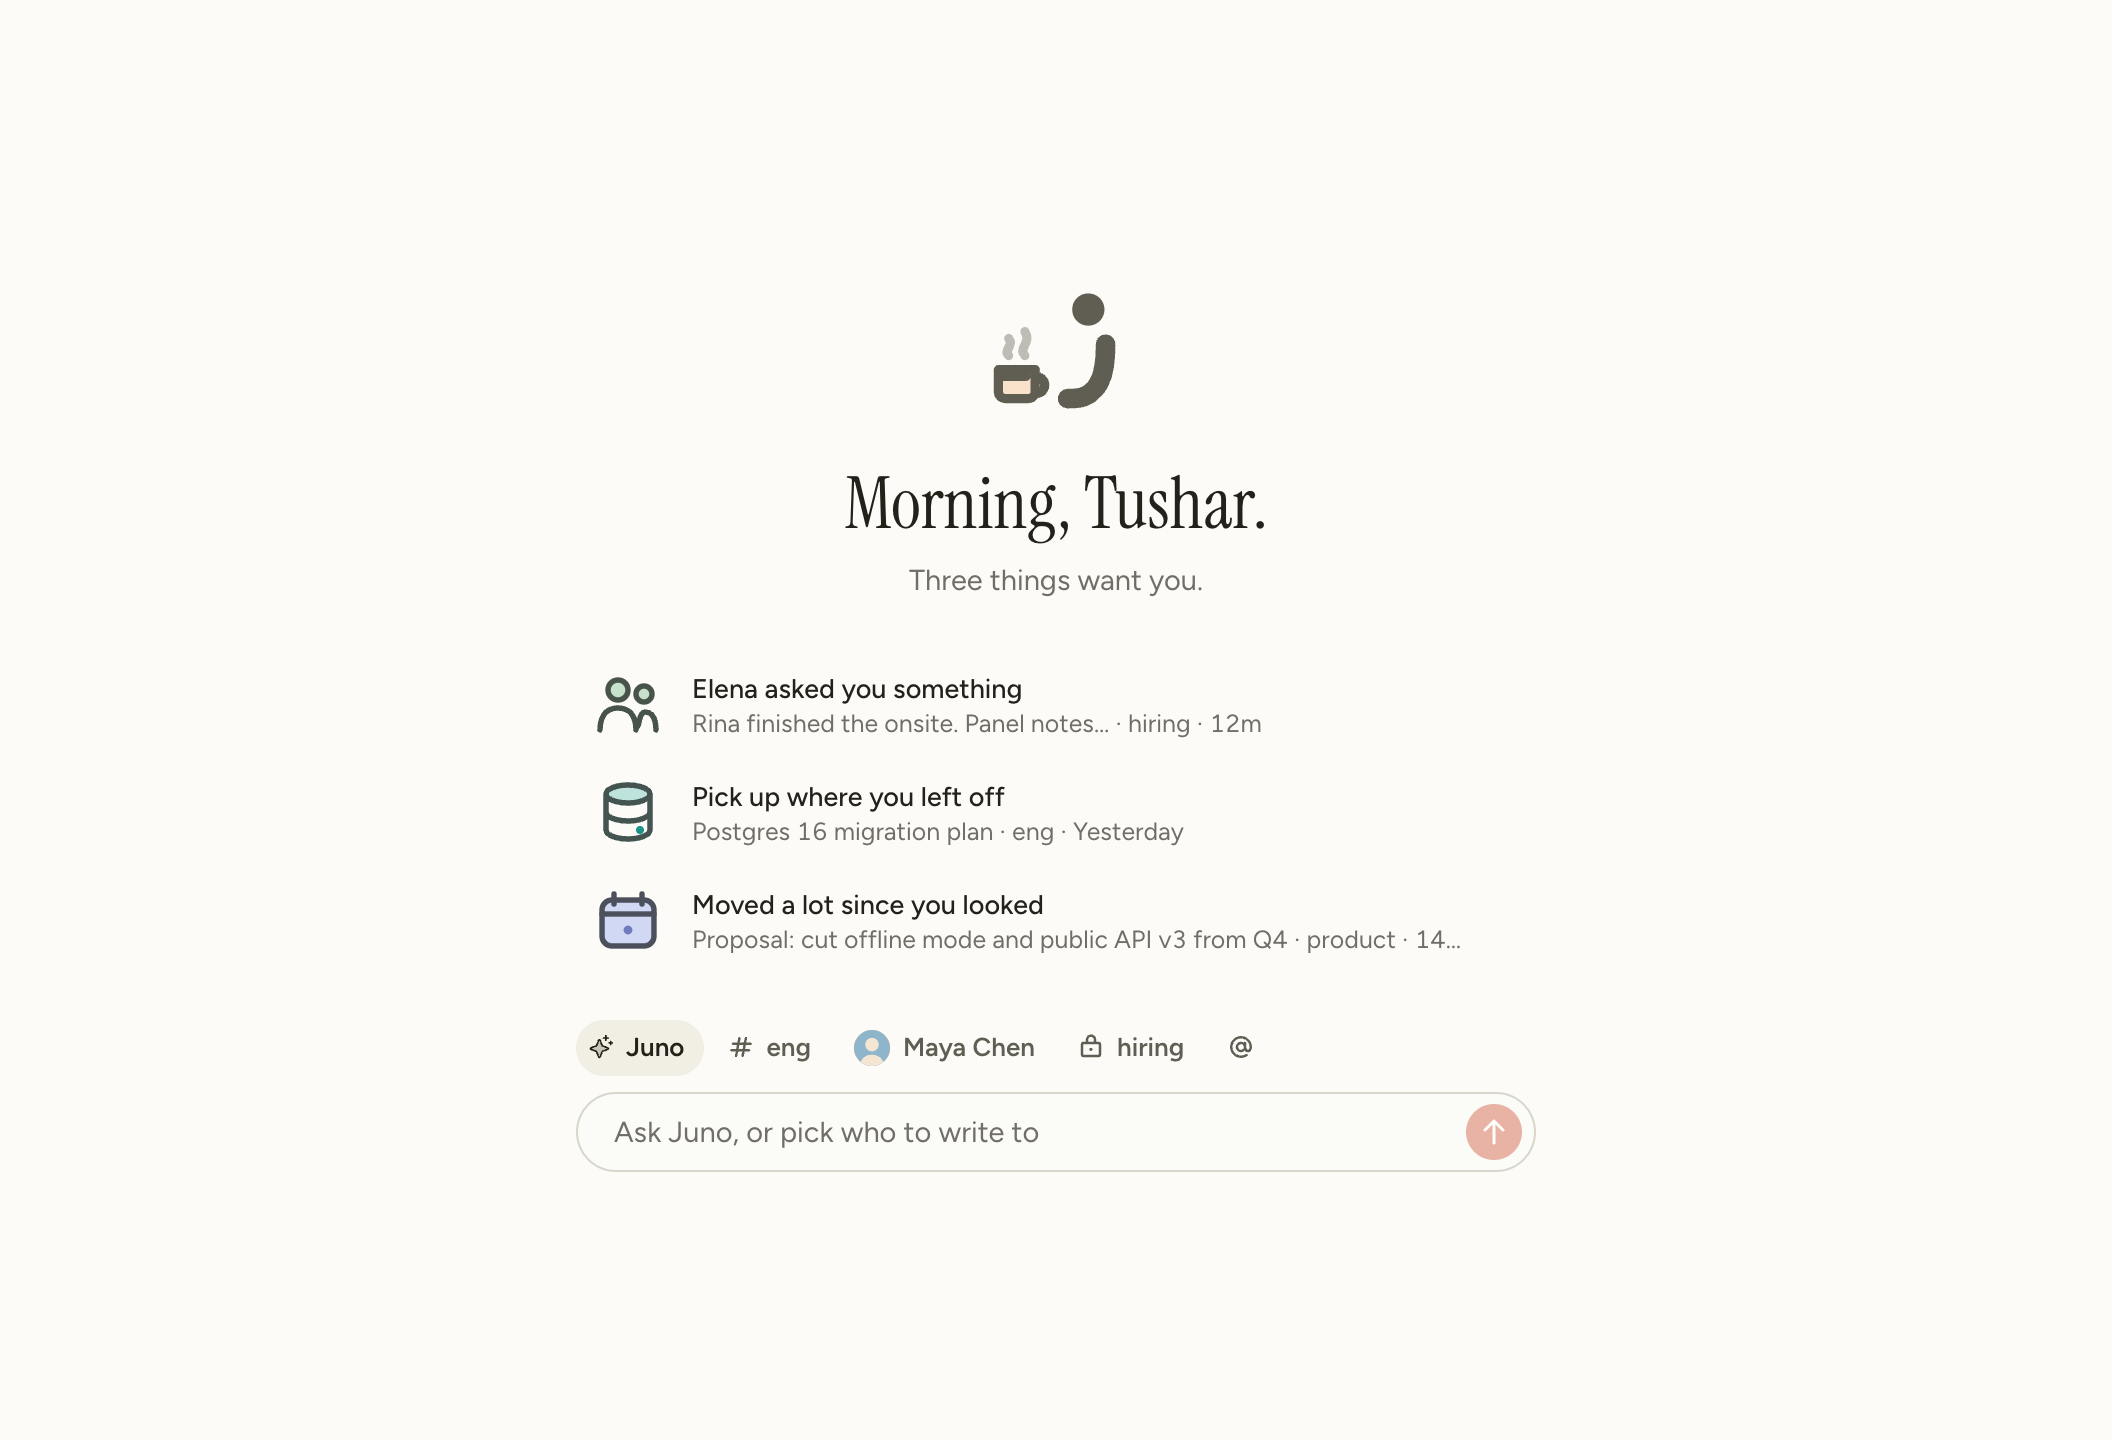 Morning, Tushar.
Three things want you.
Elena asked you something
Rina finished the onsite. Panel notes... · hiring · 12m
Pick up where you left off
Postgres 16 migration plan · eng · Yesterday
Moved a lot since you looked
Proposal: cut offline mode and public API v3 from Q4 · product · 14...
Juno # eng Maya Chen hiring @
Ask Juno, or pick who to write to